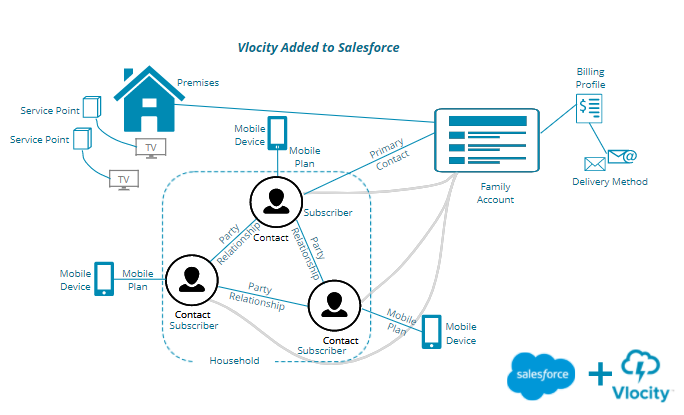 Vlocity Added to Salesforce
Billing
Profile
Premises
Service Point
Service Point
TV
TV
Mobile
Device
Mobile
Plan
Primary
Contact
Delivery Method
Family
Account
Subscriber
Contact
Party
Relationship
Party
Relationship
Mobile
Device
Mobile
Plan
Party
Relationship
Contact
Subscriber
Mobile
Plan
Mobile
Device
Contact
Subscriber
Household
salesforce
+
Vlocity